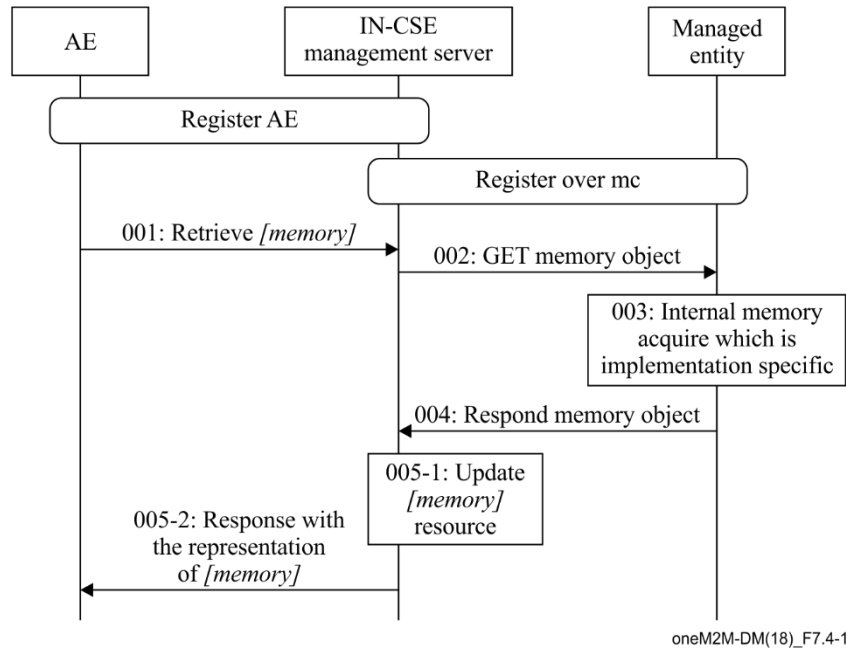 AE
IN-CSE
management server
Managed
entity
Register AE
Register over mc
001: Retrieve [memory]
002: GET memory object
003: Internal memory
acquire which is
implementation specific
004: Respond memory object
005-1: Update
[memory]
resource
005-2: Response with
the representation
of [memory]
oneM2M-DM(18)_F7.4-1